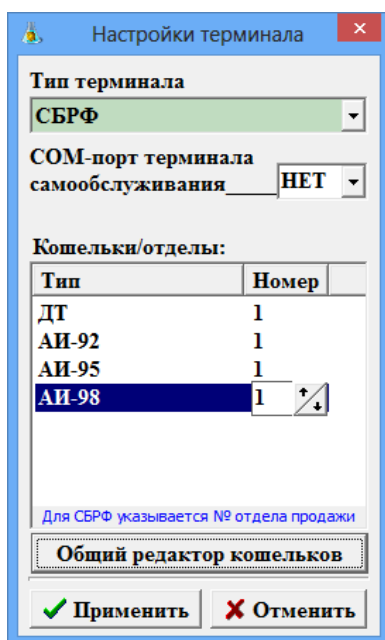 Настройки терминала
Тип терминала
СБРФ
COM-порт терминала
самообслуживания____ НЕТ
Кошельки/отделы:
Тип Номер
ДТ 1
АИ-92 1
АИ-95 1
АИ-98 1
Для СБРФ указывается № отдела продажи
Общий редактор кошельков
Применить Отменить